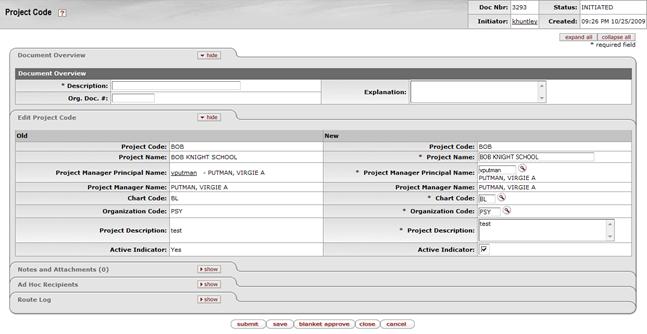 Project Code ?
Doc Nbr: 3293 Status: INITIATED
Initiator: khuntley Created: 09:26 PM 10/25/2009
expand all collapse all
* required field
Document Overview hide
Document Overview
* Description: Explanation:
Org. Doc. #:
Edit Project Code hide
Old New
Project Code: BOB Project Code: BOB
Project Name: BOB KNIGHT SCHOOL * Project Name: BOB KNIGHT SCHOOL
Project Manager Principal Name: vputman - PUTMAN, VIRGIE A * Project Manager Principal Name: vputman
PUTMAN, VIRGIE A
Project Manager Name: PUTMAN, VIRGIE A Project Manager Name: PUTMAN, VIRGIE A
Chart Code: BL * Chart Code: BL
Organization Code: PSY * Organization Code: PSY
Project Description: test * Project Description: test
Active Indicator: Yes Active Indicator:
Notes and Attachments (0) show
Ad Hoc Recipients show
Route Log show
submit save blanket approve close cancel